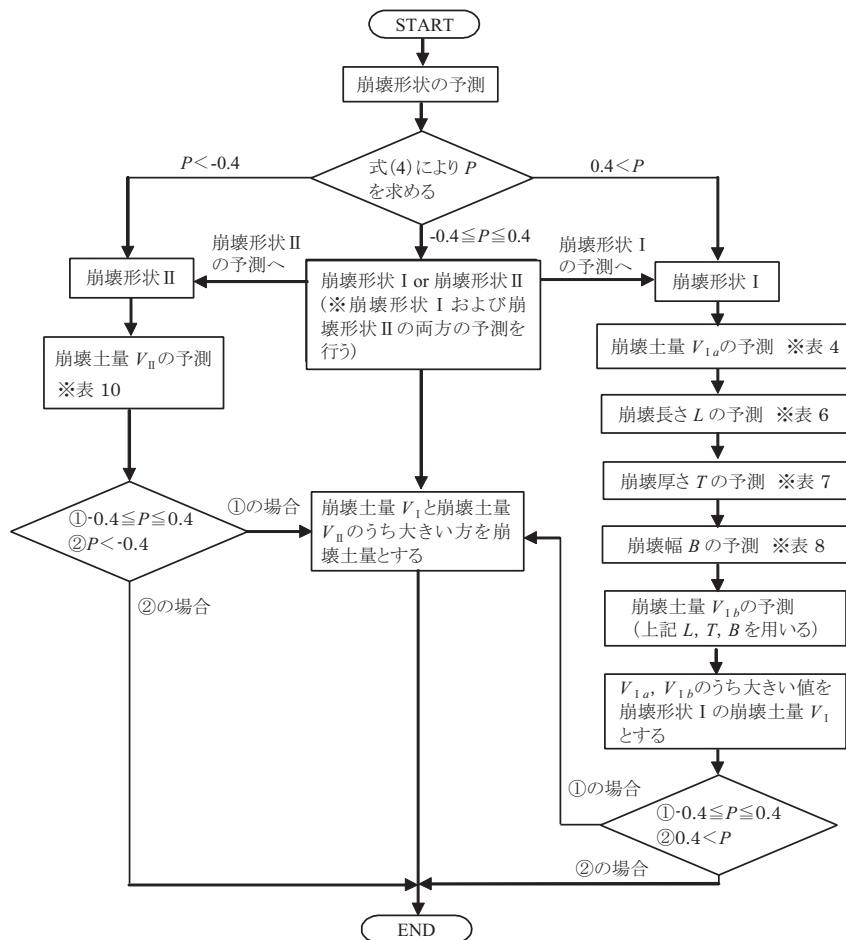 START
崩壊形状の予測
式(4)により P
を求める
P＜-0.4
0.4＜P
-0.4≦P≦0.4
崩壊形状Ⅱ
の予測へ
崩壊形状Ⅰ
の予測へ
崩壊形状Ⅱ
崩壊形状Ⅰ or 崩壊形状Ⅱ
(※崩壊形状Ⅰおよび崩
壊形状Ⅱの両方の予測を
行う)
崩壊形状Ⅰ
崩壊土量 VⅡの予測
※表 10
崩壊土量 VⅠaの予測 ※表 4
崩壊長さ L の予測 ※表 6
崩壊厚さ T の予測 ※表 7
崩壊幅 B の予測 ※表 8
崩壊土量 VⅠbの予測
(上記 L, T, B を用いる)
VⅠa, VⅠbのうち大きい値を
崩壊形状Ⅰの崩壊土量 VⅠ
とする
①-0.4≦P≦0.4
②P＜-0.4
①の場合
崩壊土量 VⅠと崩壊土量
VⅡのうち大きい方を崩
壊土量とする
②の場合
①の場合
①-0.4≦P≦0.4
②0.4＜P
②の場合
END